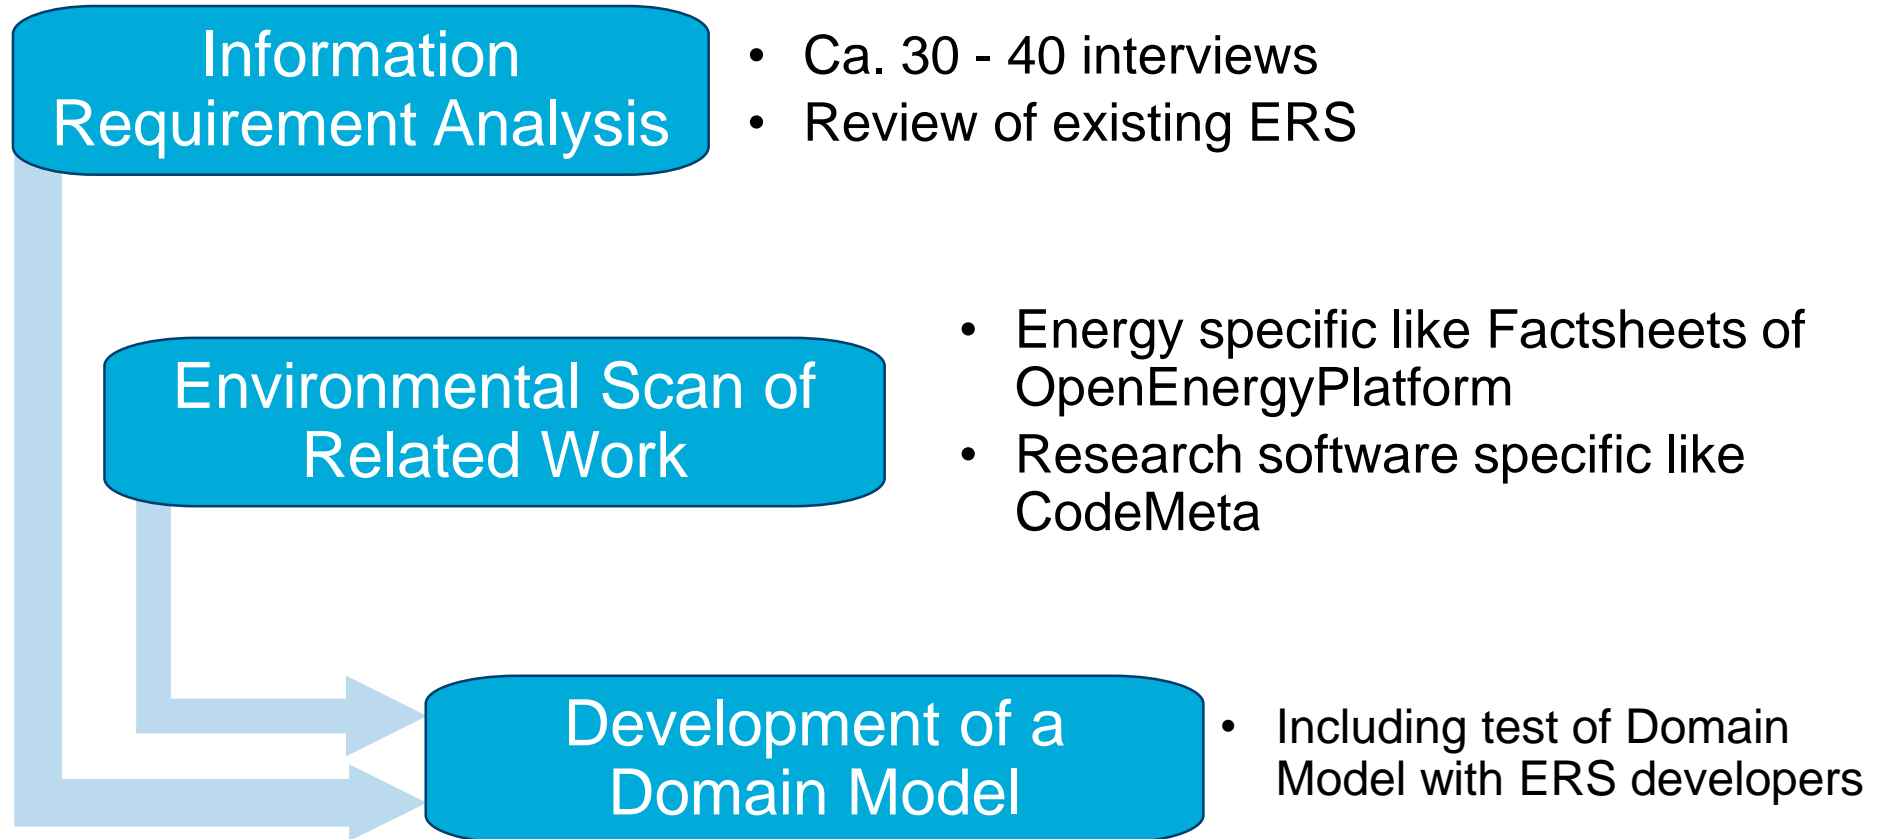 Information
Requirement Analysis
• Ca. 30 - 40 interviews
• Review of existing ERS
Environmental Scan of
Related Work
• Energy specific like Factsheets of
OpenEnergyPlatform
• Research software specific like
CodeMeta
Development of a
Domain Model
• Including test of Domain
Model with ERS developers